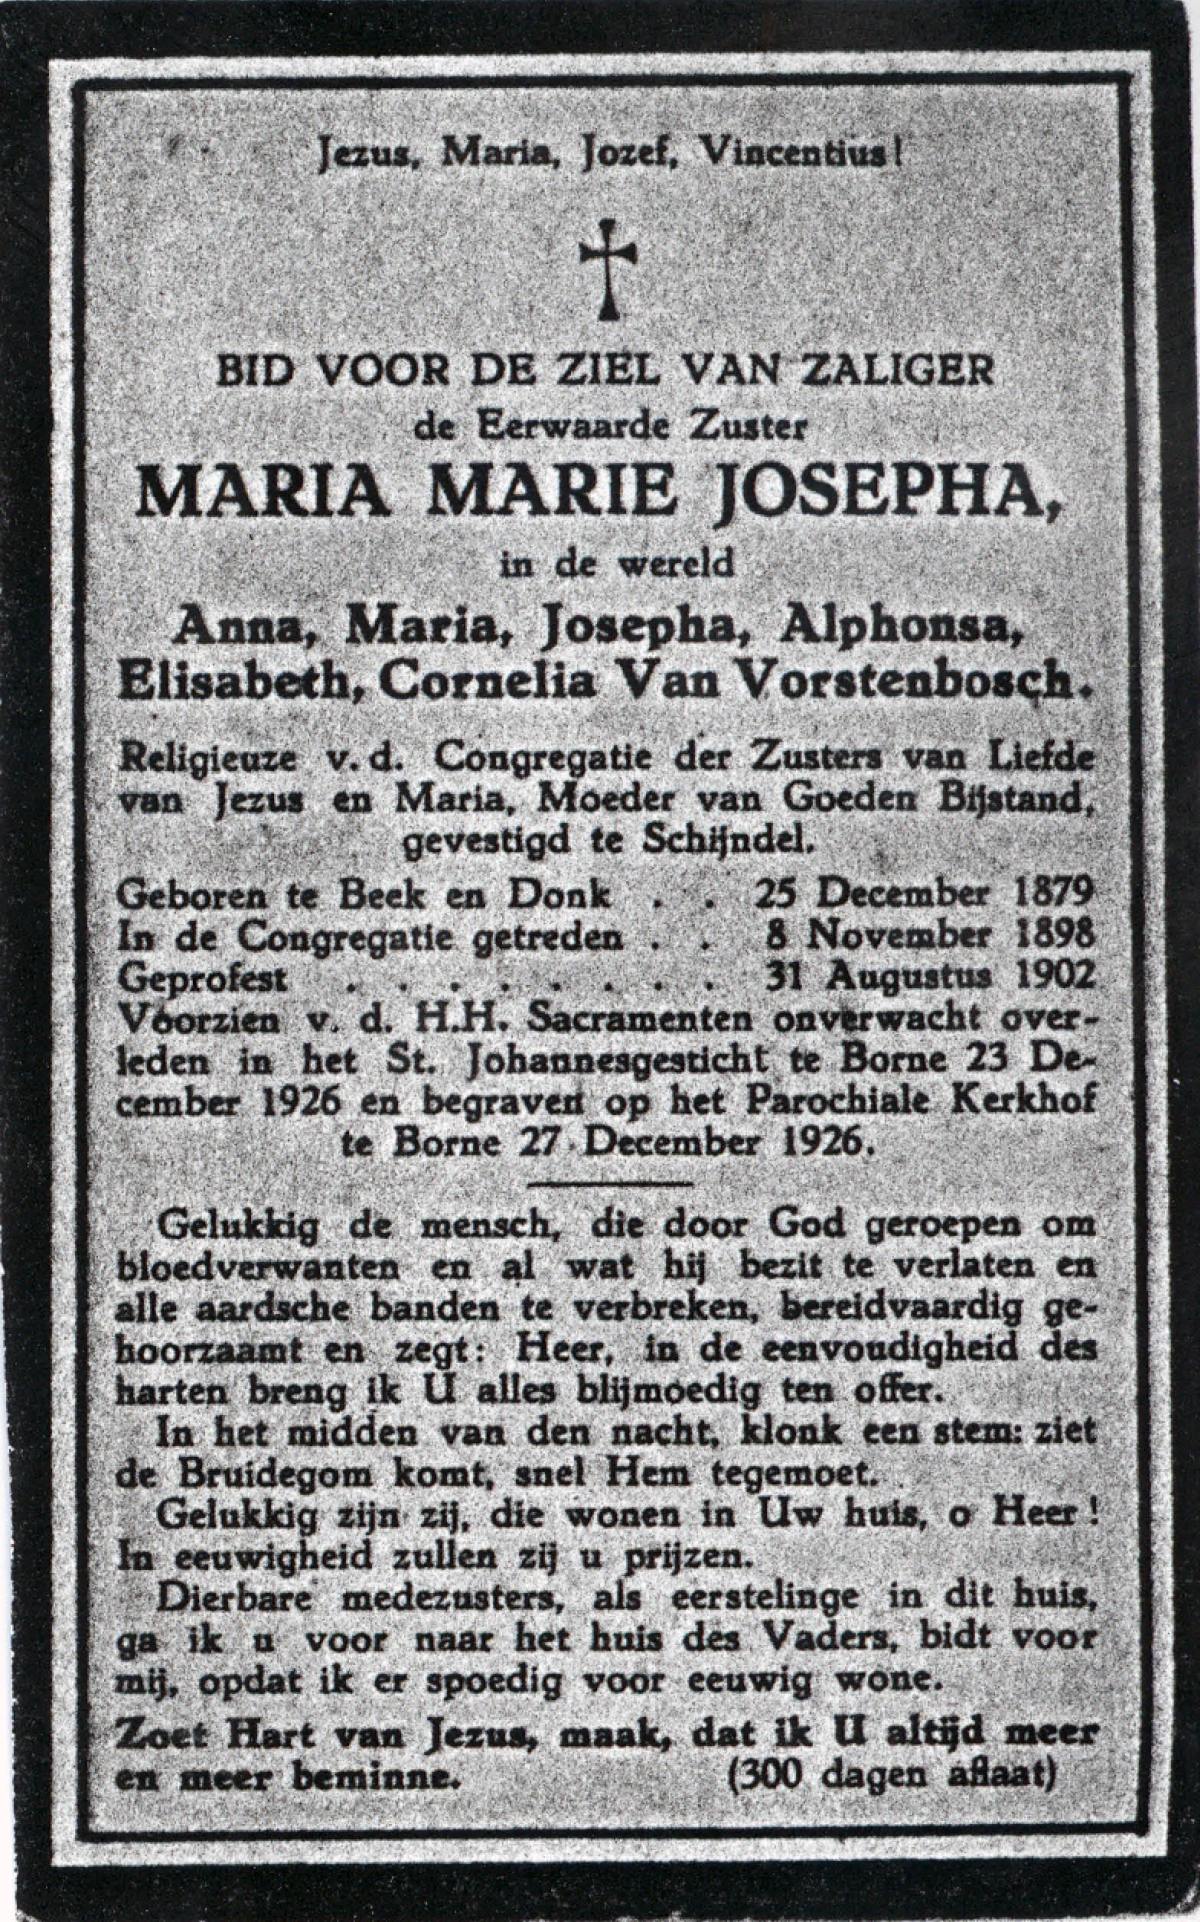 Jezus, Maria, Jozef, Vincentius!
BID VOOR DE ZIEL VAN ZALIGER
de Eerwaarde Zuster
MARIA MARIE JOSEPHA,
in de wereld
Anna, Maria, Josepha, Alphonsa,
Elisabeth, Cornelia Van Vorstenbosch.
Religieuze v. d. Congregatie der Zusters van Liefde
van Jezus en Maria, Moeder van Goeden Bijstand,
gevestigd te Schijndel.
Geboren te Beek en Donk . . 25 December 1879
In de Congregatie getreden . . 8 November 1898
Geprofest . . . . . . . . 31 Augustus 1902
Voorzien v. d. H.H. Sacramenten onverwacht over-
leden in het St. Johannesgesticht te Borne 23 De-
cember 1926 en begraven op het Parochiale Kerkhof
te Borne 27 December 1926.
Gelukkig de mensch, die door God geroepen om
bloedverwanten en al wat hij bezit te verlaten en
alle aardsche banden te verbreken, bereidvaardig ge-
hoorzaamt en zegt: Heer, in de eenvoudigheid des
harten breng ik U alles blijmoedig ten offer.
In het midden van den nacht, klonk een stem: ziet
de Bruidegom komt, snel Hem tegemoet.
Gelukkig zijn zij, die wonen in Uw huis, o Heer!
In eeuwigheid zullen zij u prijzen.
Dierbare medezusters, als eerstelinge in dit huis,
ga ik u voor naar het huis des Vaders, bidt voor
mij, opdat ik er spoedig voor eeuwig wone.
Zoet Hart van Jezus, maak, dat ik U altijd meer
en meer beminne. (300 dagen aflaat)